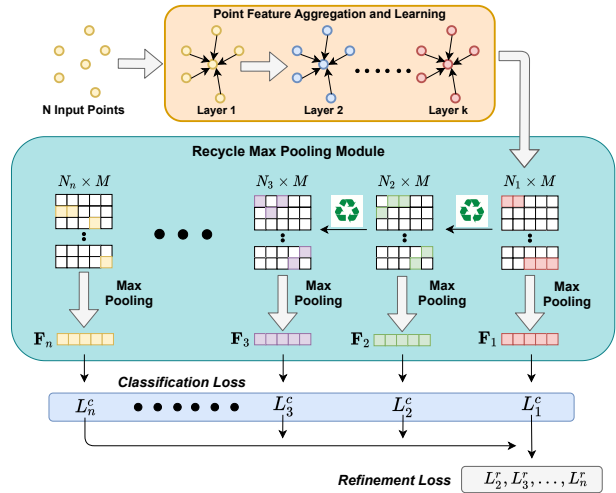 Point Feature Aggregation and Learning
N Input Points
Layer 1
Layer 2
Layer k
Recycle Max Pooling Module
N_n × M
N_3 × M
N_2 × M
N_1 × M
Max Pooling
Max Pooling
Max Pooling
Max Pooling
F_n
F_3
F_2
F_1
Classification Loss
L_n^c
L_3^c
L_2^c
L_1^c
Refinement Loss
L_2^r, L_3^r, . . . , L_n^r